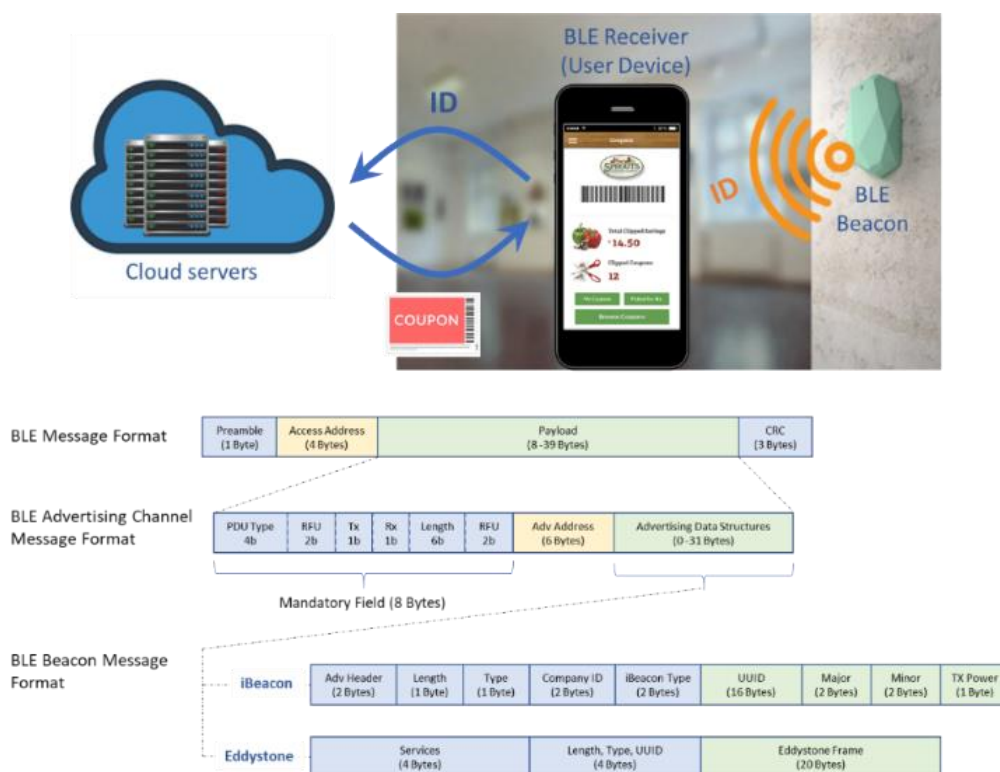 BLE Receiver
(User Device)
ID
ID
BLE
Beacon
Cloud servers
Coupons
SPROUTS
Total Clipped Savings
$14.50
Clipped Coupons
12
Browse Coupons
COUPON
BLE Message Format
Preamble
(1 Byte)
Access Address
(4 Bytes)
Payload
(8-39 Bytes)
CRC
(3 Bytes)
BLE Advertising Channel
Message Format
PDU Type
4b
RFU
2b
Tx
1b
Rx
1b
Length
6b
RFU
2b
Adv Address
(6 Bytes)
Advertising Data Structures
(0-31 Bytes)
Mandatory Field (8 Bytes)
BLE Beacon Message
Format
iBeacon
Adv Header
(2 Bytes)
Length
(1 Byte)
Type
(1 Byte)
Company ID
(2 Bytes)
iBeacon Type
(2 Bytes)
UUID
(16 Bytes)
Major
(2 Bytes)
Minor
(2 Bytes)
TX Power
(1 Byte)
Eddystone
Services
(4 Bytes)
Length, Type, UUID
(4 Bytes)
Eddystone Frame
(20 Bytes)